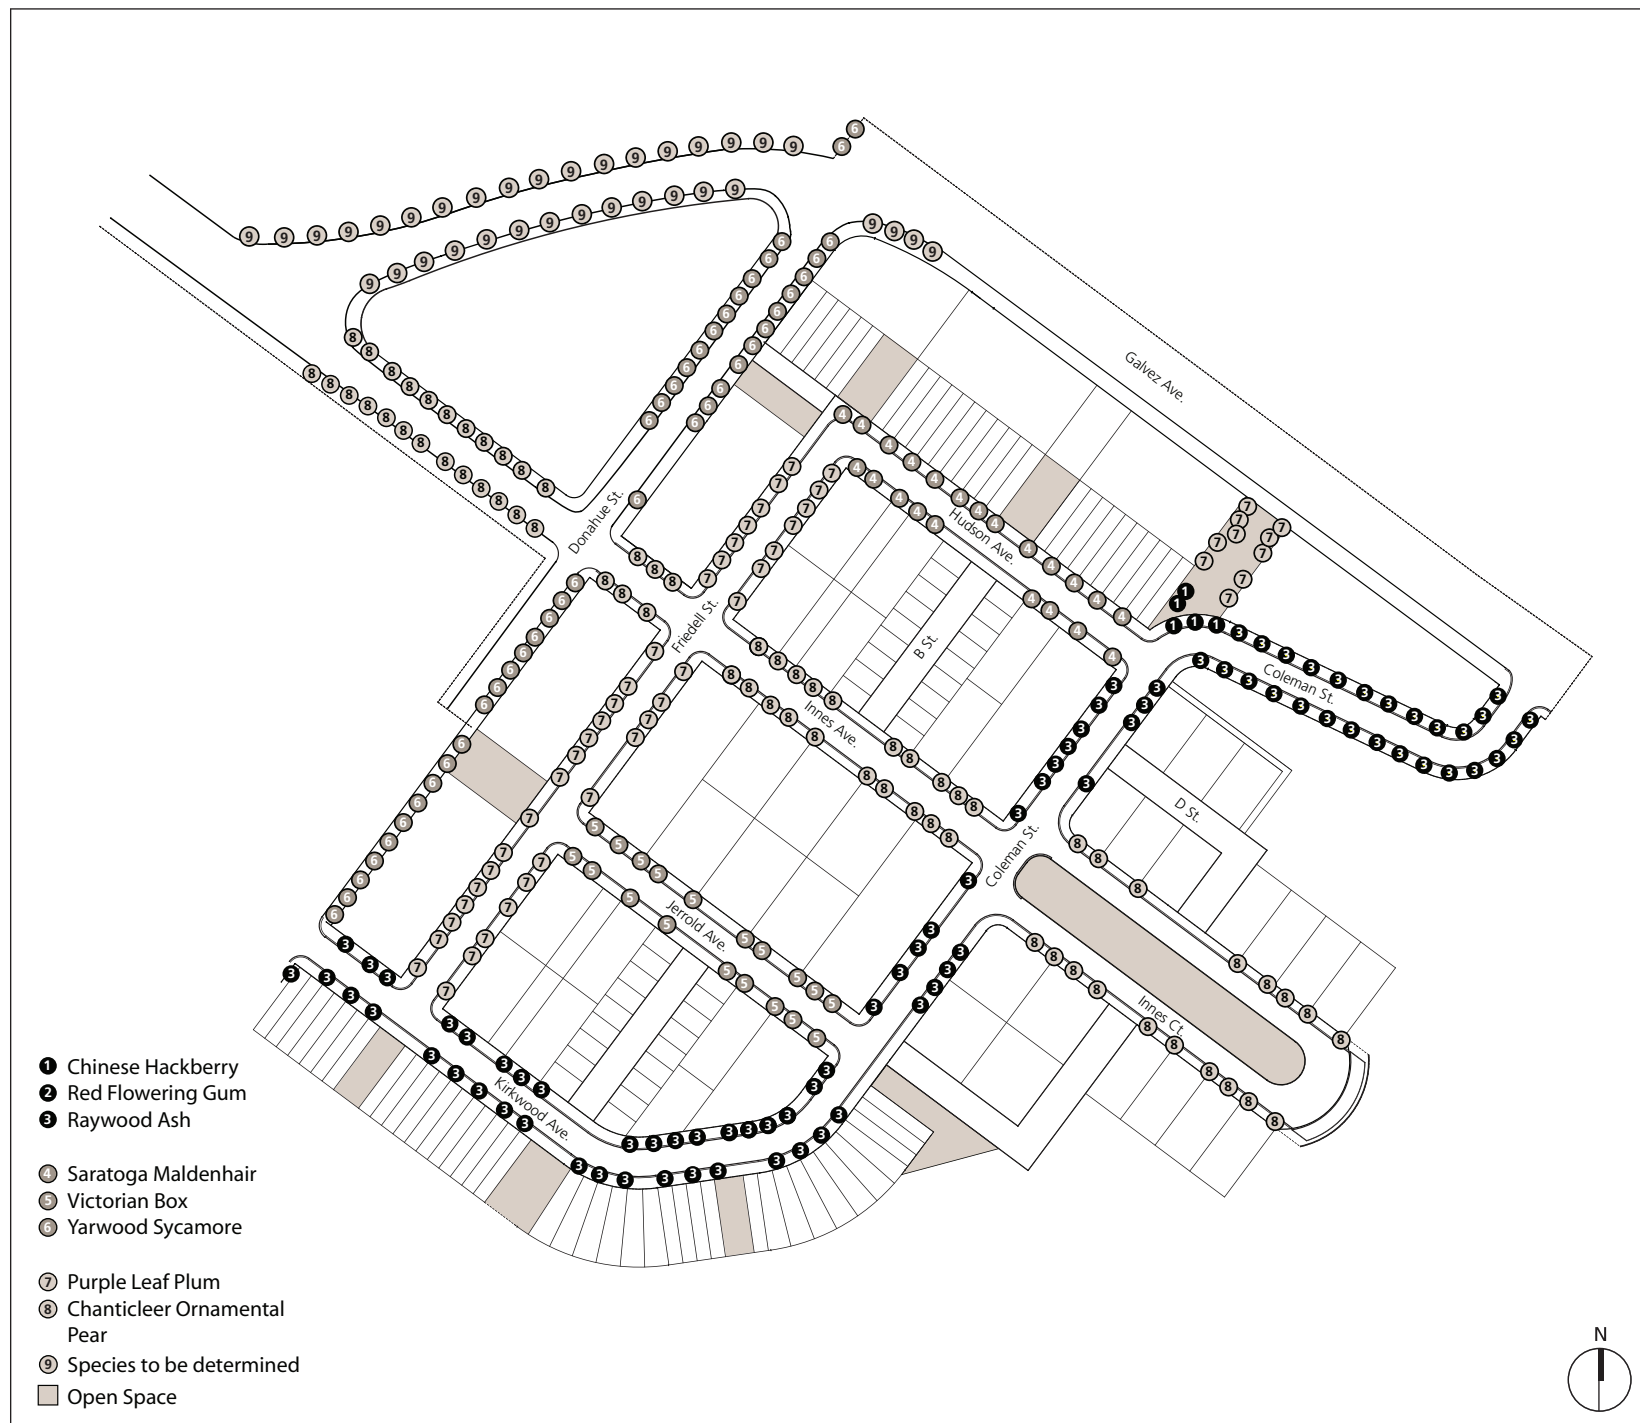 Galvez Ave.
Hudson Ave.
Donahue St.
Friedell St.
B St.
Coleman St.
Innes Ave.
D St.
Coleman St.
Jerrold Ave.
Innes Ct.
Kirkwood Ave.
1 Chinese Hackberry
2 Red Flowering Gum
3 Raywood Ash
4 Saratoga Maldenhair
5 Victorian Box
6 Yarwood Sycamore
7 Purple Leaf Plum
8 Chanticleer Ornamental
Pear
9 Species to be determined
Open Space
N